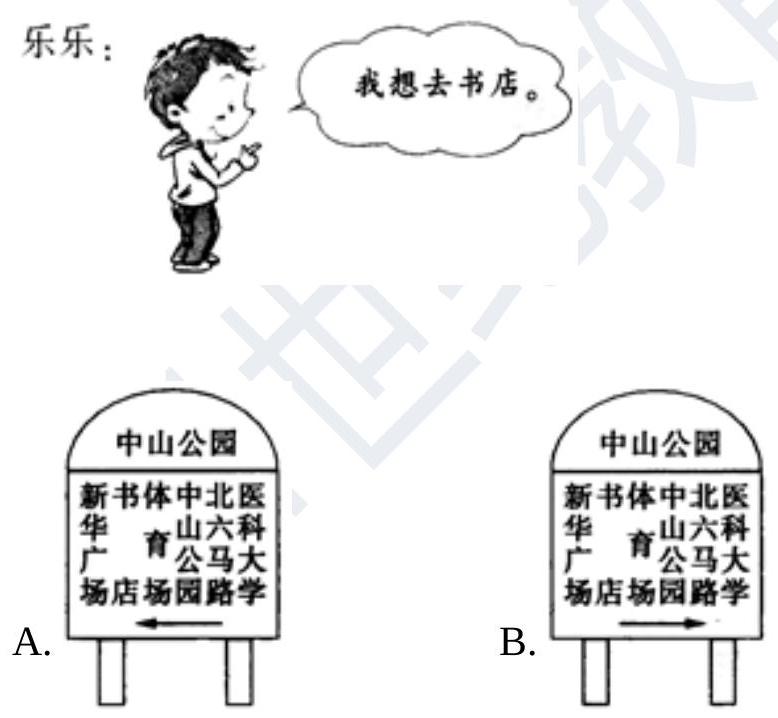 乐乐：
我想去书店。
中山公园
新华广场
书店
体育场
中山公园
北六马路
医科大学
A.
中山公园
新华广场
书店
体育场
中山公园
北六马路
医科大学
B.